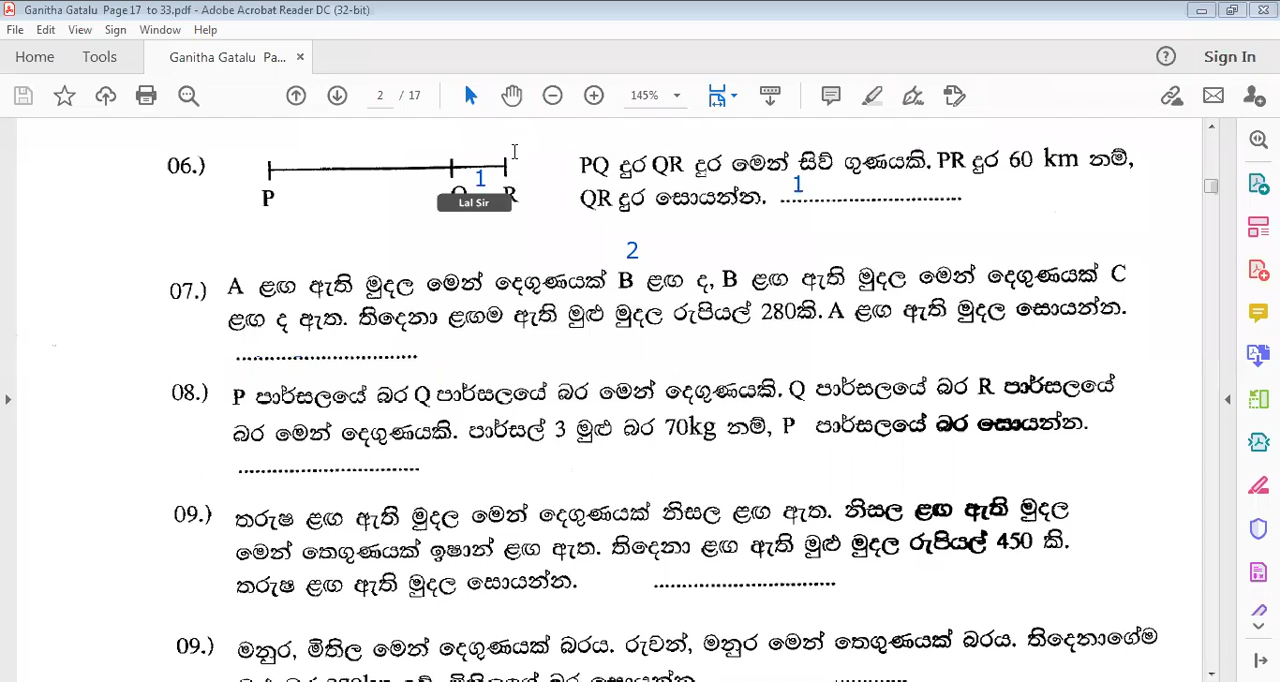 Ganitha Gatalu Page 17 to 33.pdf - Adobe Acrobat Reader DC (32-bit)
File Edit View Sign Window Help
Home Tools Ganitha Gatalu Pa... × Sign In
2 / 17 145%
06.) PQ දුර QR දුර මෙන් සිව් ගුණයකි. PR දුර 60 km නම්,
1 1
P R QR දුර සොයන්න. ........................................
Lal Sir
2
07.) A ළඟ ඇති මුදල මෙන් දෙගුණයක් B ළඟ ද, B ළඟ ඇති මුදල මෙන් දෙගුණයක් C
ළඟ ද ඇත. තිදෙනා ළඟම ඇති මුළු මුදල රුපියල් 280කි. A ළඟ ඇති මුදල සොයන්න.
........................................
08.) P පාර්සලයේ බර Q පාර්සලයේ බර මෙන් දෙගුණයකි. Q පාර්සලයේ බර R පාර්සලයේ
බර මෙන් දෙගුණයකි. පාර්සල් 3 මුළු බර 70kg නම්, P පාර්සලයේ බර සොයන්න.
........................................
09.) තරුෂ ළඟ ඇති මුදල මෙන් දෙගුණයක් නිසල ළඟ ඇත. නිසල ළඟ ඇති මුදල
මෙන් තෙගුණයක් ඉෂාන් ළඟ ඇත. තිදෙනා ළඟ ඇති මුළු මුදල රුපියල් 450 කි.
තරුෂ ළඟ ඇති මුදල සොයන්න. ........................................
09.) මනුර, මිතිල මෙන් දෙගුණයක් බරය. රුවන්, මනුර මෙන් තෙගුණයක් බරය. තිදෙනාගේම